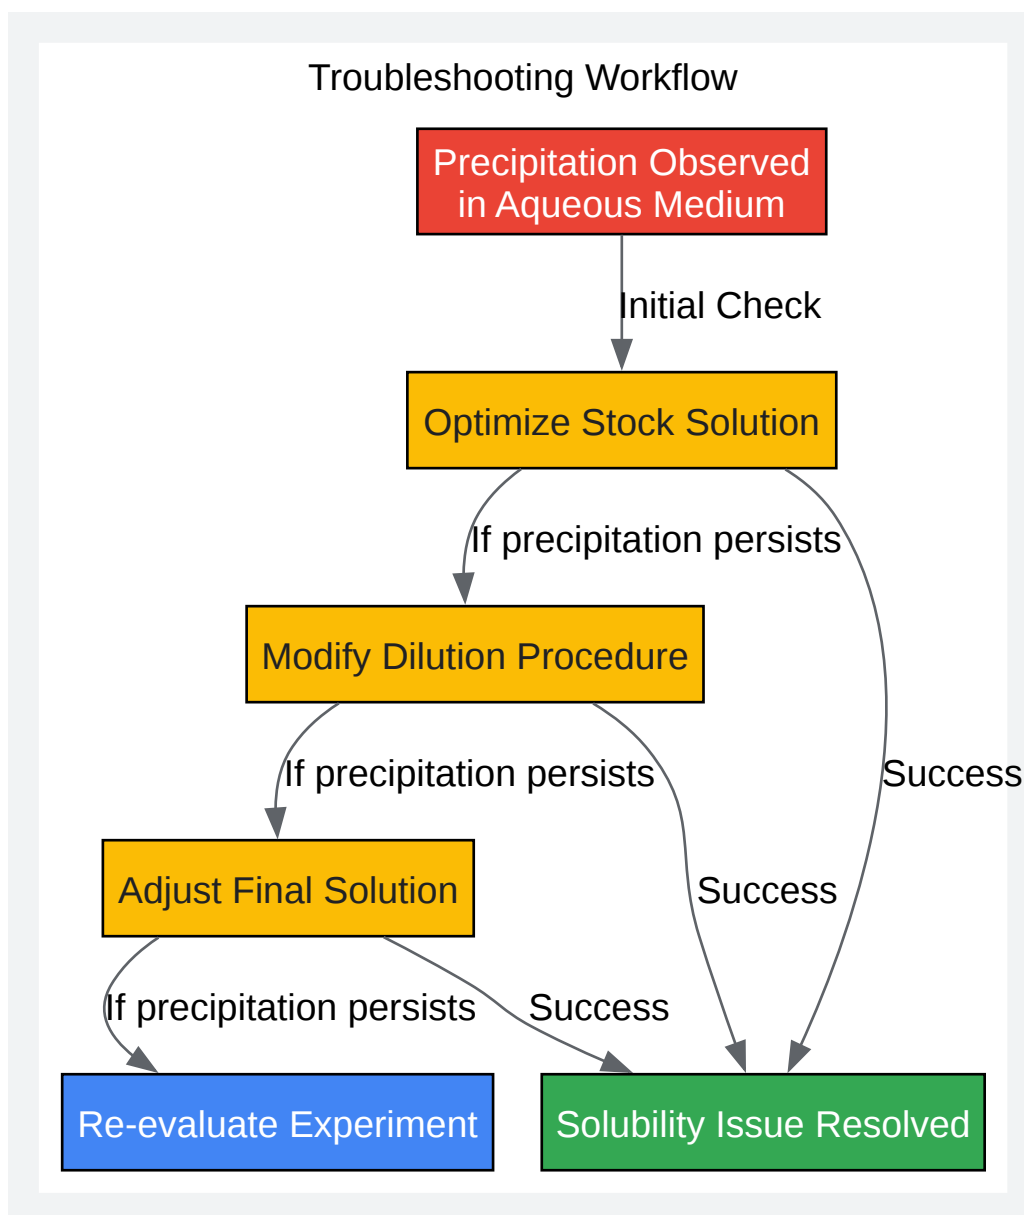 Troubleshooting Workflow
Precipitation Observed
in Aqueous Medium
Initial Check
Optimize Stock Solution
If precipitation persists
Modify Dilution Procedure
If precipitation persists
Success
Adjust Final Solution
Success
If precipitation persists
Success
Re-evaluate Experiment
Solubility Issue Resolved